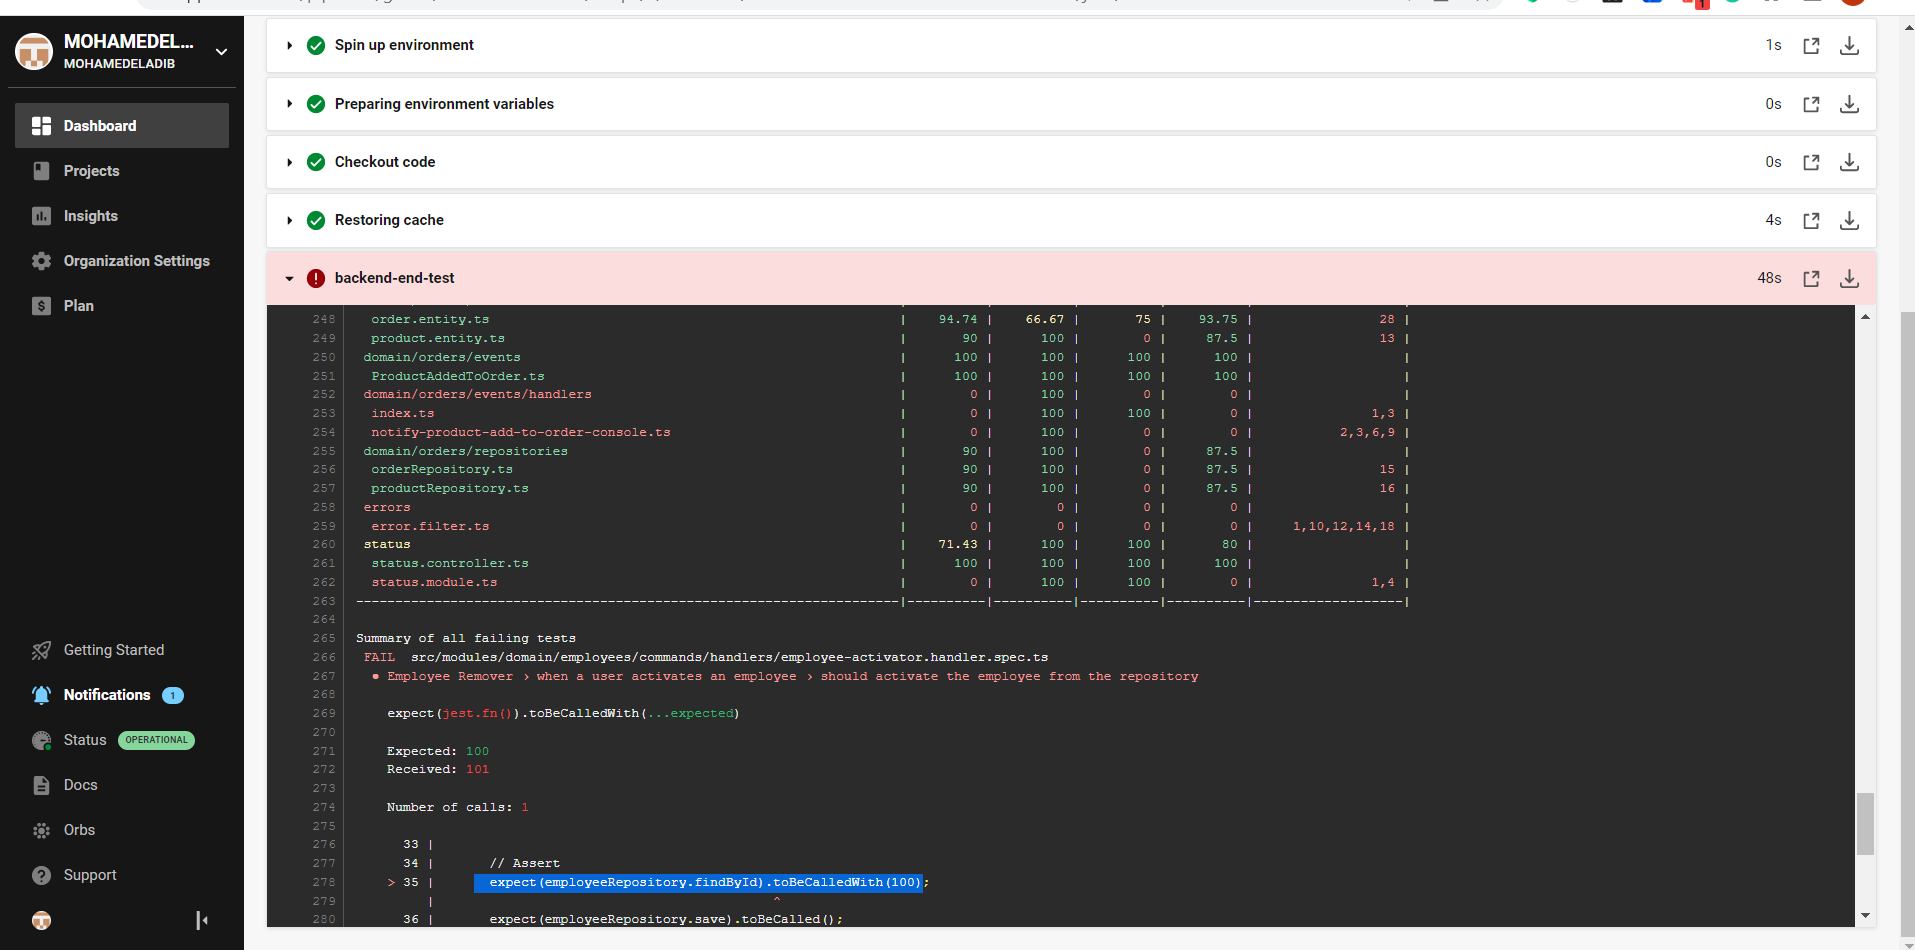 MOHAMEDEL...
MOHAMEDELADIB
Dashboard
Projects
Insights
Organization Settings
Plan
Getting Started
Notifications 1
Status OPERATIONAL
Docs
Orbs
Support
1
Spin up environment 1s
Preparing environment variables 0s
Checkout code 0s
Restoring cache 4s
! backend-end-test 48s
248 order.entity.ts | 94.74 | 66.67 | 75 | 93.75 | 28 |
249 product.entity.ts | 90 | 100 | 0 | 87.5 | 13 |
250 domain/orders/events | 100 | 100 | 100 | 100 | |
251 ProductAddedToOrder.ts | 100 | 100 | 100 | 100 | |
252 domain/orders/events/handlers | 0 | 100 | 0 | 0 | |
253 index.ts | 0 | 100 | 100 | 0 | 1,3 |
254 notify-product-add-to-order-console.ts | 0 | 100 | 0 | 0 | 2,3,6,9 |
255 domain/orders/repositories | 90 | 100 | 0 | 87.5 | |
256 orderRepository.ts | 90 | 100 | 0 | 87.5 | 15 |
257 productRepository.ts | 90 | 100 | 0 | 87.5 | 16 |
258 errors | 0 | 0 | 0 | 0 | |
259 error.filter.ts | 0 | 0 | 0 | 0 | 1,10,12,14,18 |
260 status | 71.43 | 100 | 100 | 80 | |
261 status.controller.ts | 100 | 100 | 100 | 100 | |
262 status.module.ts | 0 | 100 | 100 | 0 | 1,4 |
263 ----------------------------------------------------------------------|----------|----------|----------|----------|-------------------|
264
265 Summary of all failing tests
266 FAIL src/modules/domain/employees/commands/handlers/employee-activator.handler.spec.ts
267 ● Employee Remover › when a user activates an employee › should activate the employee from the repository
268
269 expect(jest.fn()).toBeCalledWith(...expected)
270
271 Expected: 100
272 Received: 101
273
274 Number of calls: 1
275
276 33 |
277 34 | // Assert
278 > 35 | expect(employeeRepository.findById).toBeCalledWith(100);
279 | ^
280 36 | expect(employeeRepository.save).toBeCalled();